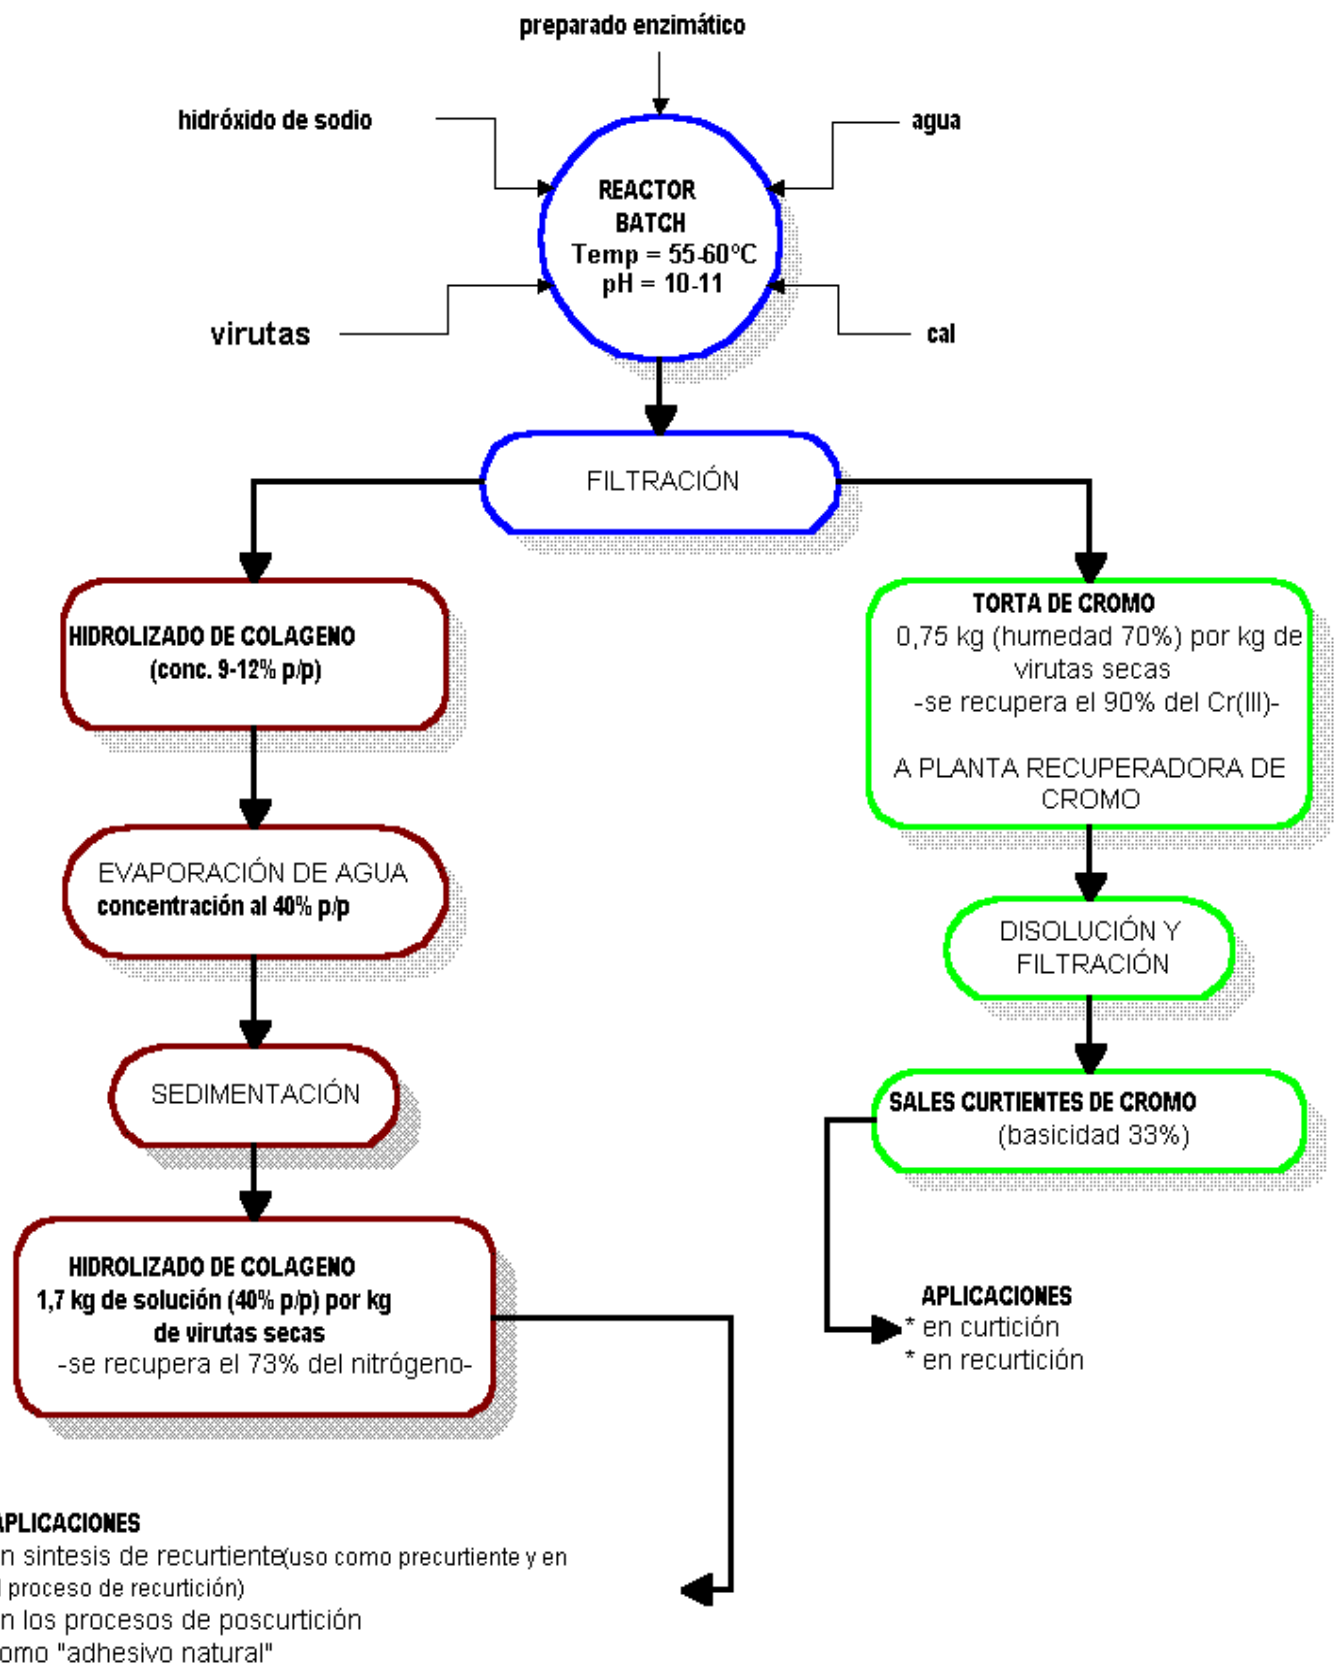 preparado enzimático
hidróxido de sodio
agua
REACTOR
BATCH
Temp = 55-60ºC
pH = 10-11
virutas
cal
FILTRACIÓN
HIDROLIZADO DE COLAGENO
(conc. 9-12% p/p)
EVAPORACIÓN DE AGUA
concentración al 40% p/p
SEDIMENTACIÓN
HIDROLIZADO DE COLAGENO
1,7 kg de solución (40% p/p) por kg
de virutas secas
-se recupera el 73% del nitrógeno-
APLICACIONES
n sintesis de recurtiente(uso como precurtiente y en
l proceso de recurtición)
n los procesos de poscurtición
omo "adhesivo natural"
TORTA DE CROMO
0,75 kg (humedad 70%) por kg de
virutas secas
-se recupera el 90% del Cr(III)-
A PLANTA RECUPERADORA DE
CROMO
DISOLUCIÓN Y
FILTRACIÓN
SALES CURTIENTES DE CROMO
(basicidad 33%)
APLICACIONES
* en curtición
* en recurtición